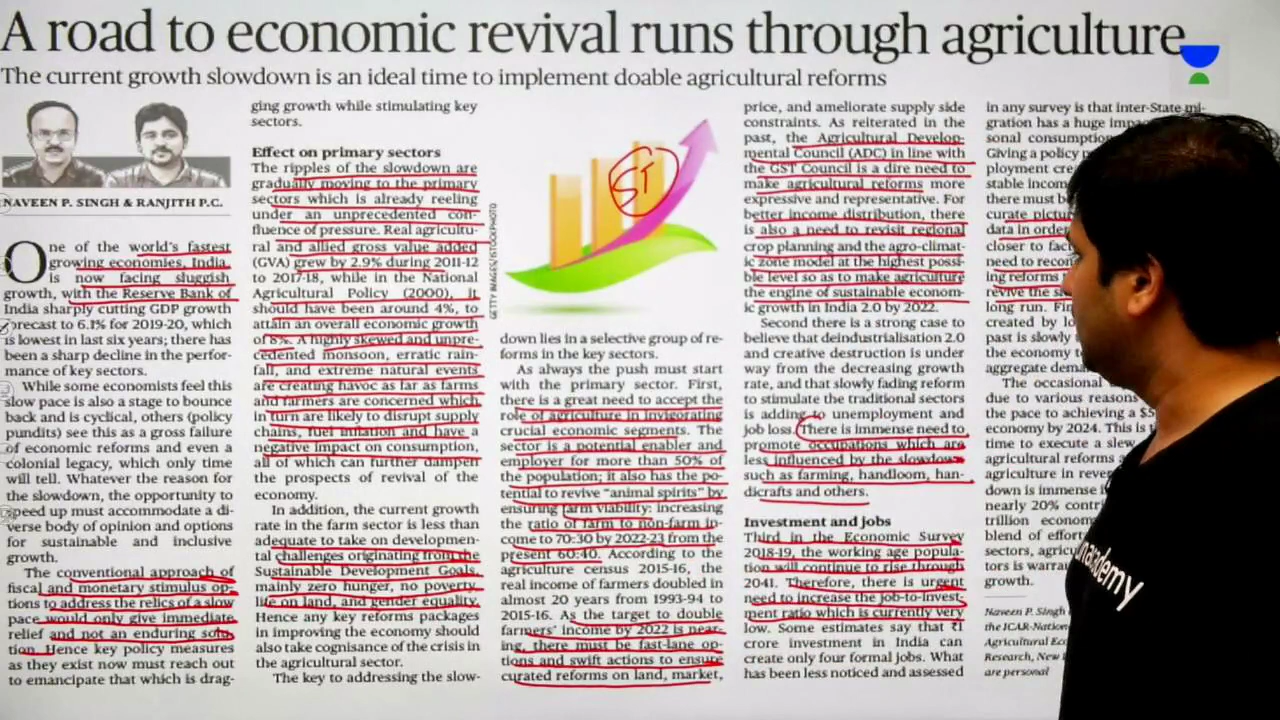 A road to economic revival runs through agriculture
The current growth slowdown is an ideal time to implement doable agricultural reforms
NAVEEN P. SINGH & RANJITH P.C.
One of the world's fastest
growing economies, India,
is now facing sluggish
growth, with the Reserve Bank of
India sharply cutting GDP growth
forecast to 6.1% for 2019-20, which
is lowest in last six years; there has
been a sharp decline in the perfor-
mance of key sectors.
While some economists feel this
slow pace is also a stage to bounce
back and is cyclical, others (policy
pundits) see this as a gross failure
of economic reforms and even a
colonial legacy, which only time
will tell. Whatever the reason for
the slowdown, the opportunity to
speed up must accommodate a di-
verse body of opinion and options
for sustainable and inclusive
growth.
The conventional approach of
fiscal and monetary stimulus op-
tions to address the relics of a slow
pace would only give immediate
relief and not an enduring solu-
tion. Hence key policy measures
as they exist now must reach out
to emancipate that which is drag-
ging growth while stimulating key
sectors.
Effect on primary sectors
The ripples of the slowdown are
gradually moving to the primary
sectors which is already reeling
under an unprecedented con-
fluence of pressure. Real agricultu-
ral and allied gross value added
(GVA) grew by 2.9% during 2011-12
to 2017-18, while in the National
Agricultural Policy (2000), it
should have been around 4%, to
attain an overall economic growth
of 8%. A highly skewed and unpre-
cedented monsoon, erratic rain-
fall, and extreme natural events
are creating havoc as far as farms
and farmers are concerned which
in turn are likely to disrupt supply
chains, fuel inflation and have a
negative impact on consumption,
all of which can further dampen
the prospects of revival of the
economy.
In addition, the current growth
rate in the farm sector is less than
adequate to take on developmen-
tal challenges originating from the
Sustainable Development Goals,
mainly zero hunger, no poverty,
life on land, and gender equality.
Hence any key reforms packages
in improving the economy should
also take cognisance of the crisis in
the agricultural sector.
The key to addressing the slow-
ST
GETTY IMAGES/ISTOCKPHOTO
down lies in a selective group of re-
forms in the key sectors.
As always the push must start
with the primary sector. First,
there is a great need to accept the
role of agriculture in invigorating
crucial economic segments. The
sector is a potential enabler and
employer for more than 50% of
the population; it also has the po-
tential to revive "animal spirits" by
ensuring farm viability: increasing
the ratio of farm to non-farm in-
come to 70:30 by 2022-23 from the
present 60:40. According to the
agriculture census 2015-16, the
real income of farmers doubled in
almost 20 years from 1993-94 to
2015-16. As the target to double
farmers' income by 2022 is near-
ing, there must be fast-lane op-
tions and swift actions to ensure
curated reforms on land, market,
price, and ameliorate supply side
constraints. As reiterated in the
past, the Agricultural Develop-
mental Council (ADC) in line with
the GST Council is a dire need to
make agricultural reforms more
expressive and representative. For
better income distribution, there
is also a need to revisit regional
crop planning and the agro-climat-
ic zone model at the highest possi-
ble level so as to make agriculture
the engine of sustainable econom-
ic growth in India 2.0 by 2022.
Second there is a strong case to
believe that deindustrialisation 2.0
and creative destruction is under
way from the decreasing growth
rate, and that slowly fading reform
to stimulate the traditional sectors
is adding to unemployment and
job loss. There is immense need to
promote occupations which are
less influenced by the slowdown
such as farming, handloom, han-
dicrafts and others.
Investment and jobs
Third in the Economic Survey
2018-19, the working age popula-
tion will continue to rise through
2041. Therefore, there is urgent
need to increase the job-to-invest-
ment ratio which is currently very
low. Some estimates say that ₹1
crore investment in India can
create only four formal jobs. What
has been less noticed and assessed
in any survey is that inter-State mi-
gration has a huge
sonal consumption
Giving a policy
ployment
stable
there must
data in order
closer to
need to
ing reforms
revive the
long run.
created by
past is slowly
the economy
aggregate
The occasional
due to various reasons
the pace to achieving a
economy by 2024. This is
time to execute a slew
agricultural reforms
agriculture in
down is immense
nearly 20%
trillion
blend of
sectors,
tors is
growth.
Naveen P. Singh
the
Research, New
are personal